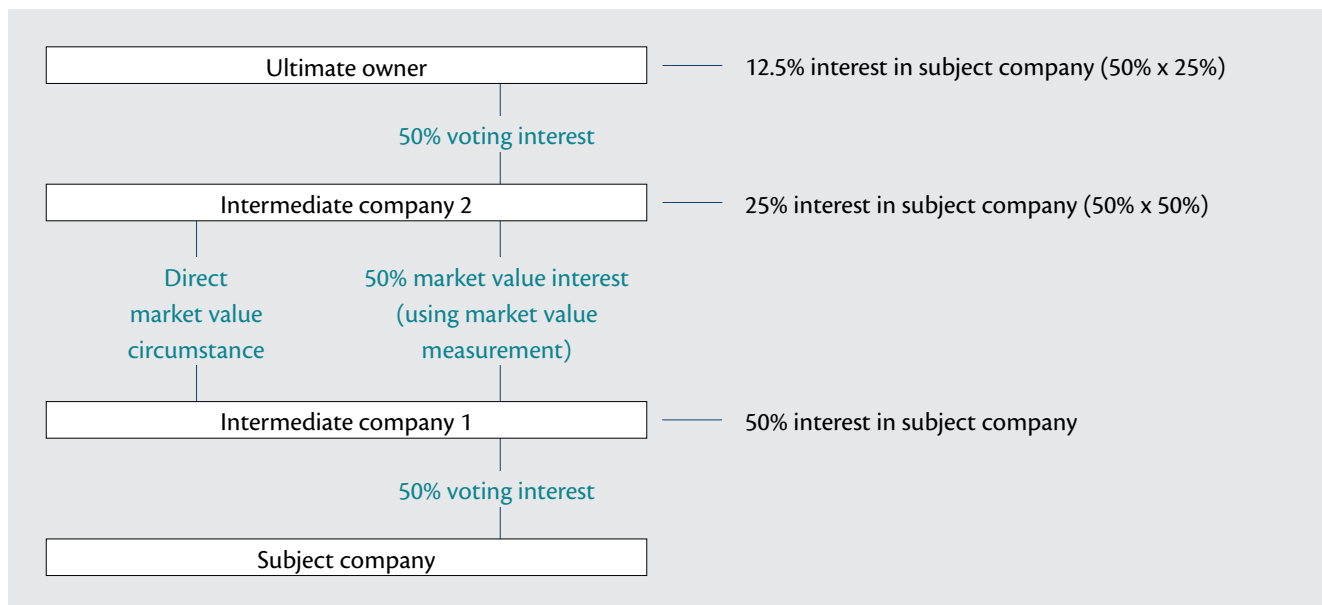 Ultimate owner
12.5% interest in subject company (50% x 25%)
50% voting interest
Intermediate company 2
25% interest in subject company (50% x 50%)
Direct
market value
circumstance
50% market value interest
(using market value
measurement)
Intermediate company 1
50% interest in subject company
50% voting interest
Subject company